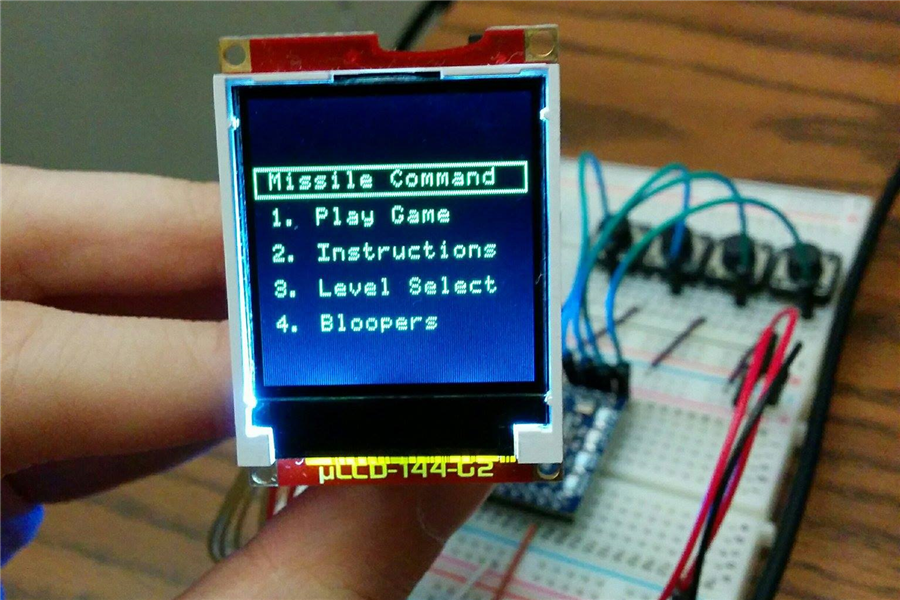 Missile Command
1. Play Game
2. Instructions
3. Level Select
4. Bloopers
µLCD-144-G2